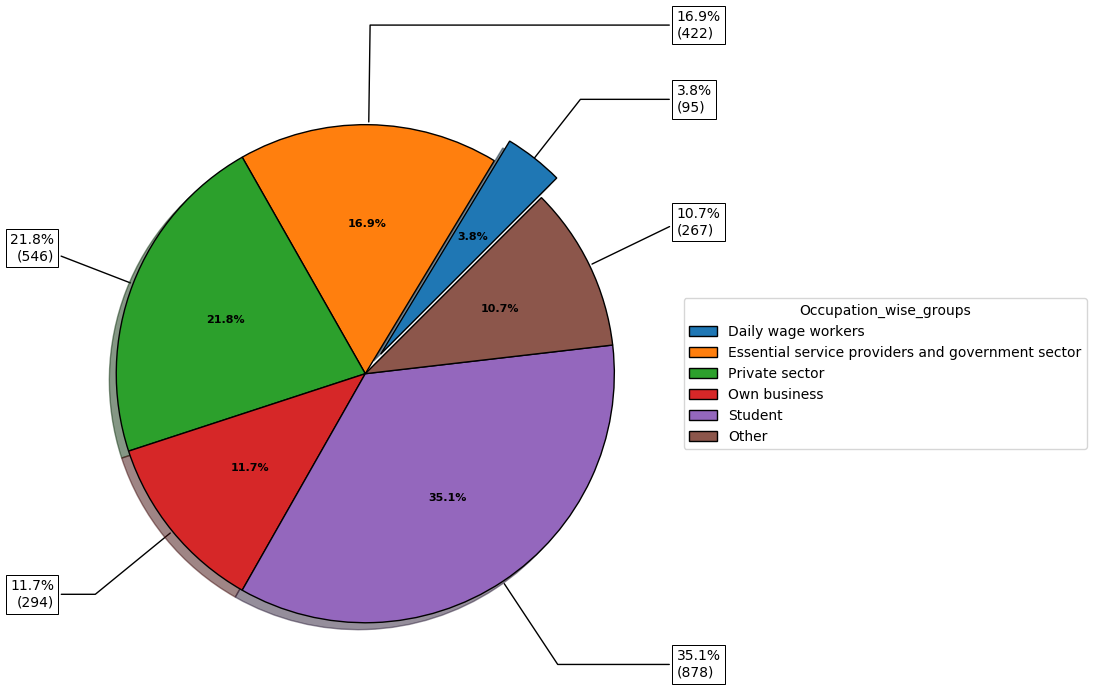 16.9%
(422)
3.8%
(95)
10.7%
(267)
21.8%
(546)
11.7%
(294)
35.1%
(878)
16.9%
3.8%
10.7%
21.8%
11.7%
35.1%
Occupation_wise_groups
Daily wage workers
Essential service providers and government sector
Private sector
Own business
Student
Other